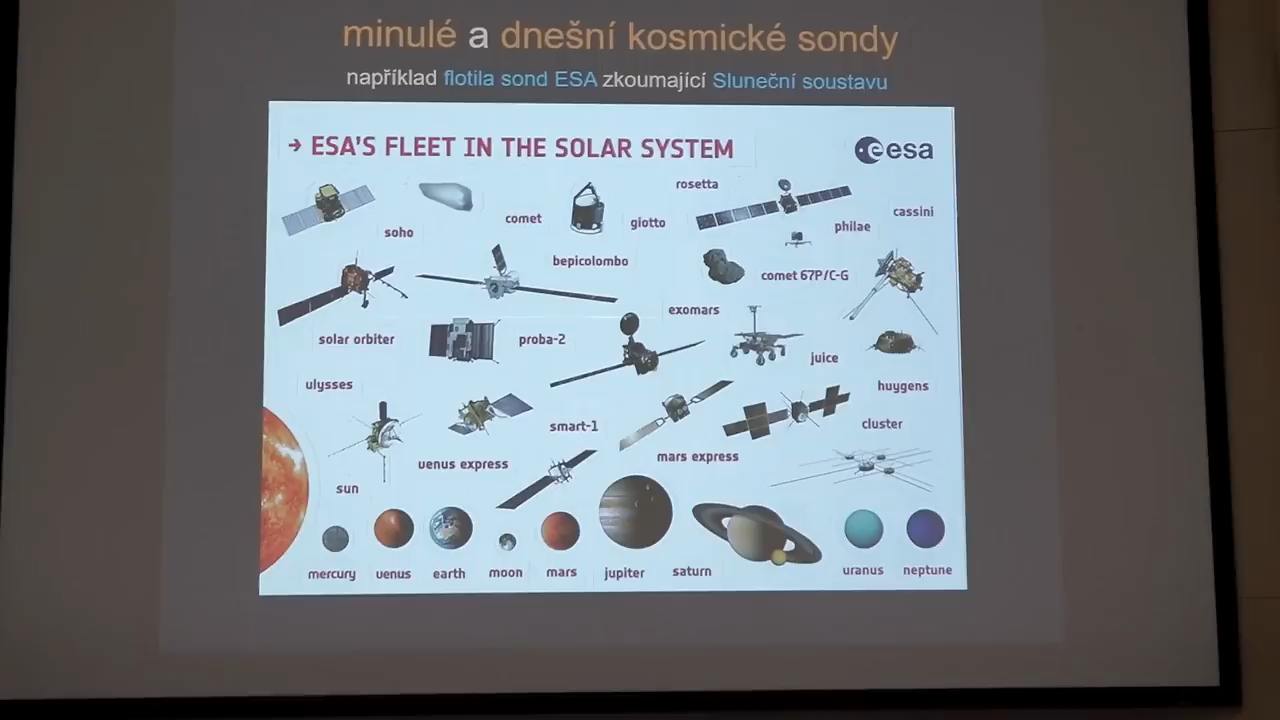 minulé a dnešní kosmické sondy
například flotila sond ESA zkoumající Sluneční soustavu
→ ESA'S FLEET IN THE SOLAR SYSTEM
esa
rosetta
comet
giotto
cassini
soho
philae
bepicolombo
comet 67P/C-G
exomars
solar orbiter
proba-2
juice
ulysses
huygens
smart-1
cluster
venus express
mars express
sun
mercury
venus
earth
moon
mars
jupiter
saturn
uranus
neptune